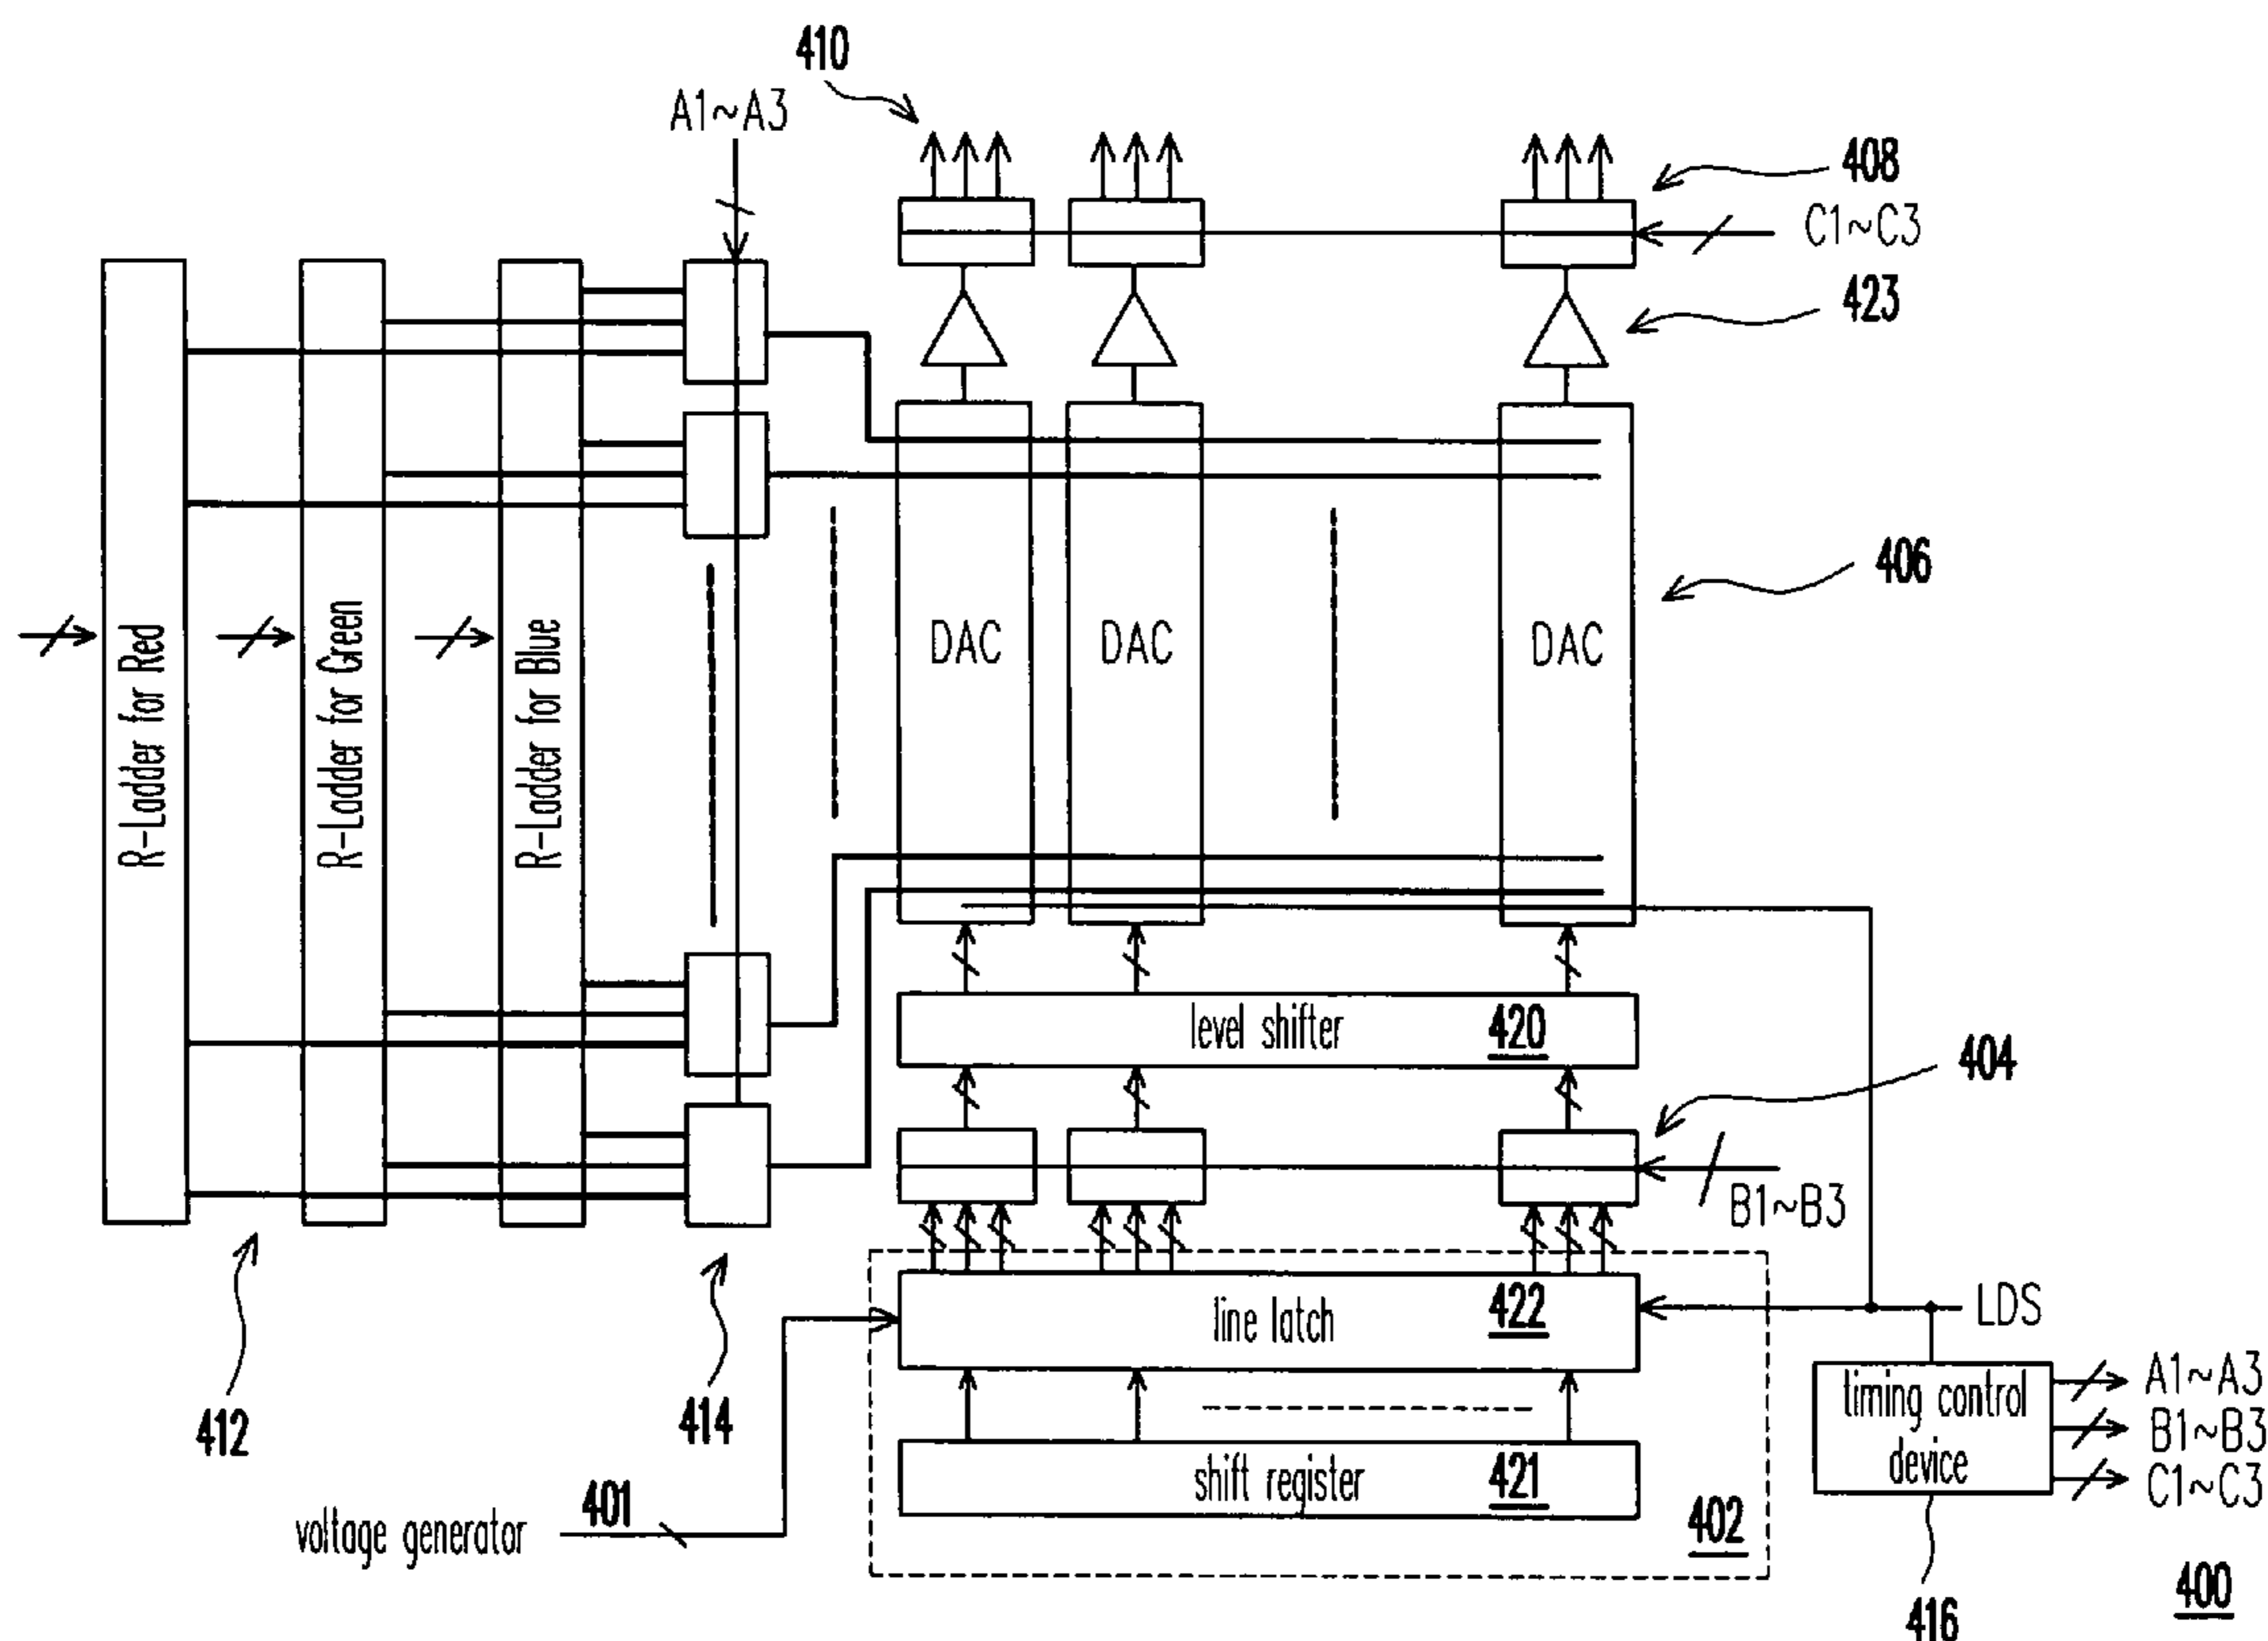 410
A1~A3
408
C1~C3
423
R-Ladder for Red
R-Ladder for Green
R-Ladder for Blue
DAC
DAC
DAC
406
level shifter 420
404
B1~B3
line latch 422
LDS
412
414
timing control
device
A1~A3
B1~B3
C1~C3
shift register 421
voltage generator 401
402
416
400